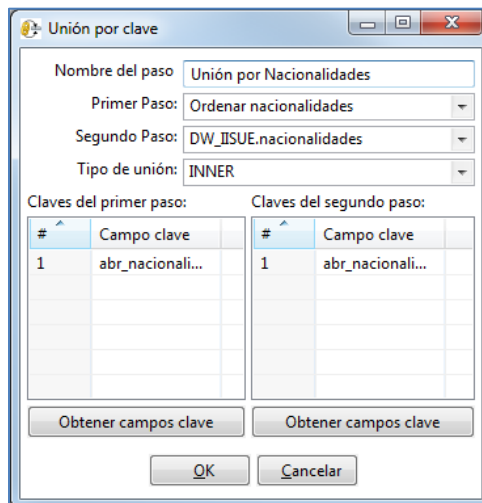 Unión por clave
Nombre del paso Unión por Nacionalidades
Primer Paso: Ordenar nacionalidades
Segundo Paso: DW_IISUE.nacionalidades
Tipo de unión: INNER
Claves del primer paso: Claves del segundo paso:
# Campo clave # Campo clave
1 abr_nacionali... 1 abr_nacionali...
Obtener campos clave Obtener campos clave
OK Cancelar